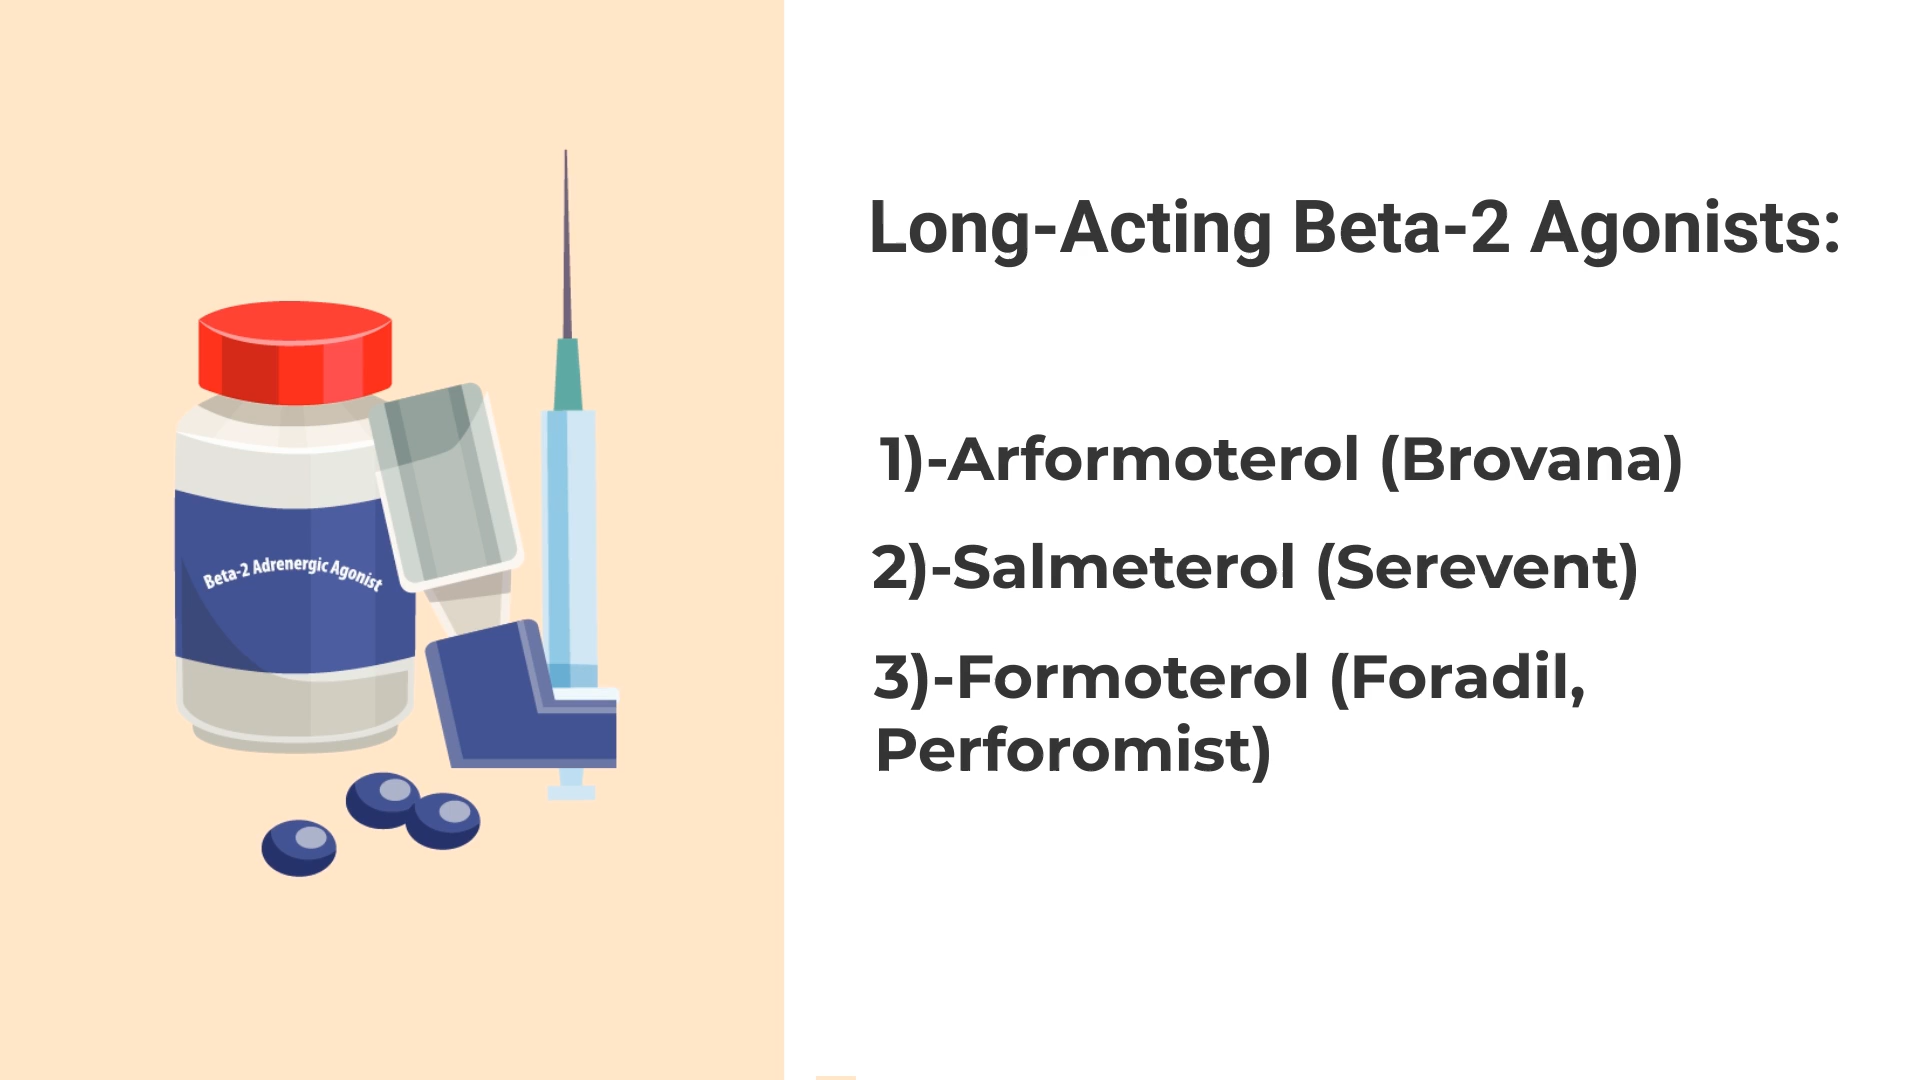 Long-Acting Beta-2 Agonists:
1)-Arformoterol (Brovana)
2)-Salmeterol (Serevent)
3)-Formoterol (Foradil,
Perforomist)
Beta-2 Adrenergic Agonist